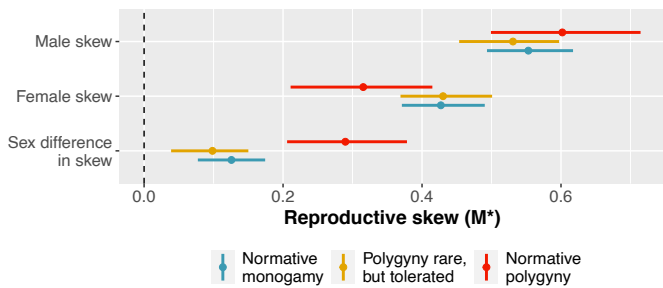 Male skew
Female skew
Sex difference
in skew
0.0 0.2 0.4 0.6
Reproductive skew (M*)
Normative
monogamy
Polygyny rare,
but tolerated
Normative
polygyny